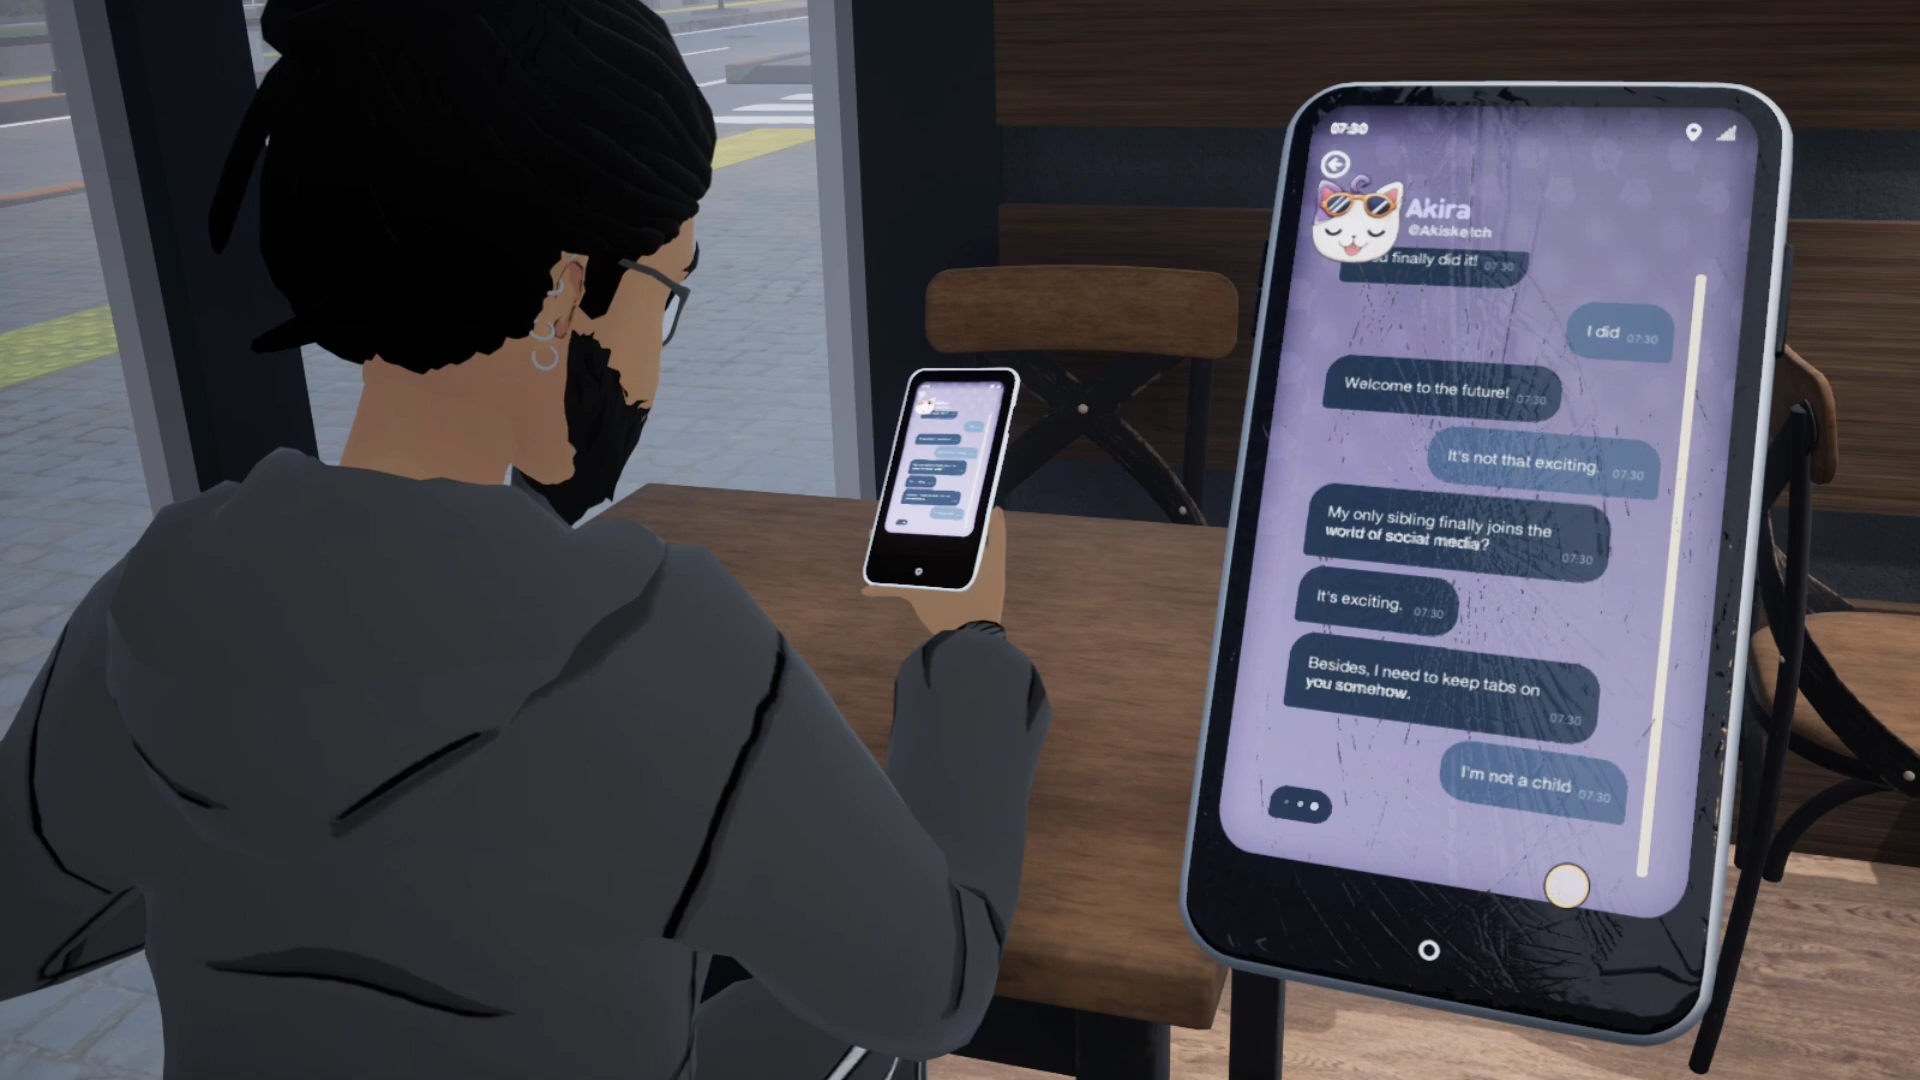 07:30
Akira
@Akisketch
finally did it! 07:30
I did 07:30
Welcome to the future! 07:30
It's not that exciting. 07:30
My only sibling finally joins the
world of social media?
07:30
It's exciting. 07:30
Besides, I need to keep tabs on
you somehow.
07:30
I'm not a child 07:30